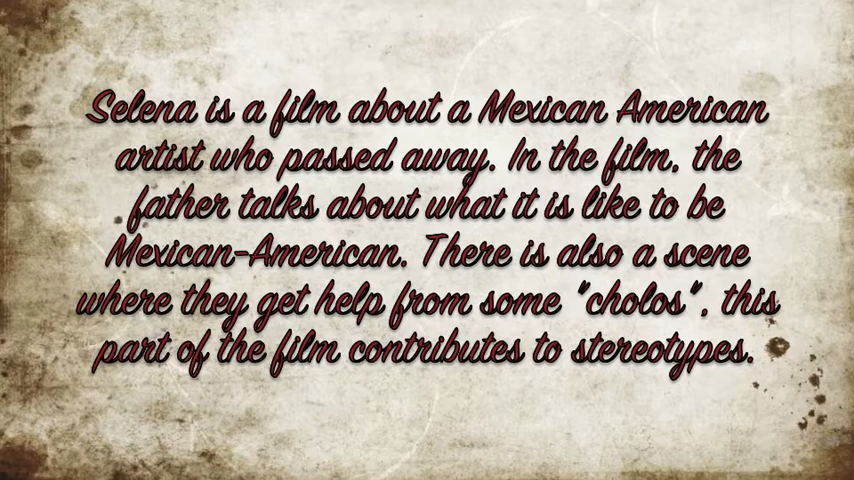 Selena is a film about a Mexican American
artist who passed away. In the film, the
father talks about what it is like to be
Mexican-American. There is also a scene
where they get help from some "cholos", this
part of the film contributes to stereotypes.